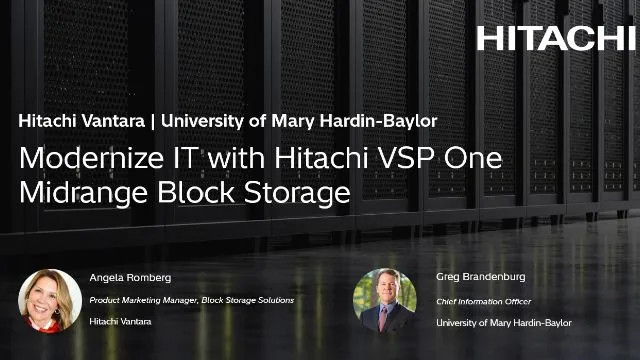 HITACHI
Hitachi Vantara | University of Mary Hardin-Baylor
Modernize IT with Hitachi VSP One
Midrange Block Storage
Angela Romberg
Product Marketing Manager, Block Storage Solutions
Hitachi Vantara
Greg Brandenburg
Chief Information Officer
University of Mary Hardin-Baylor